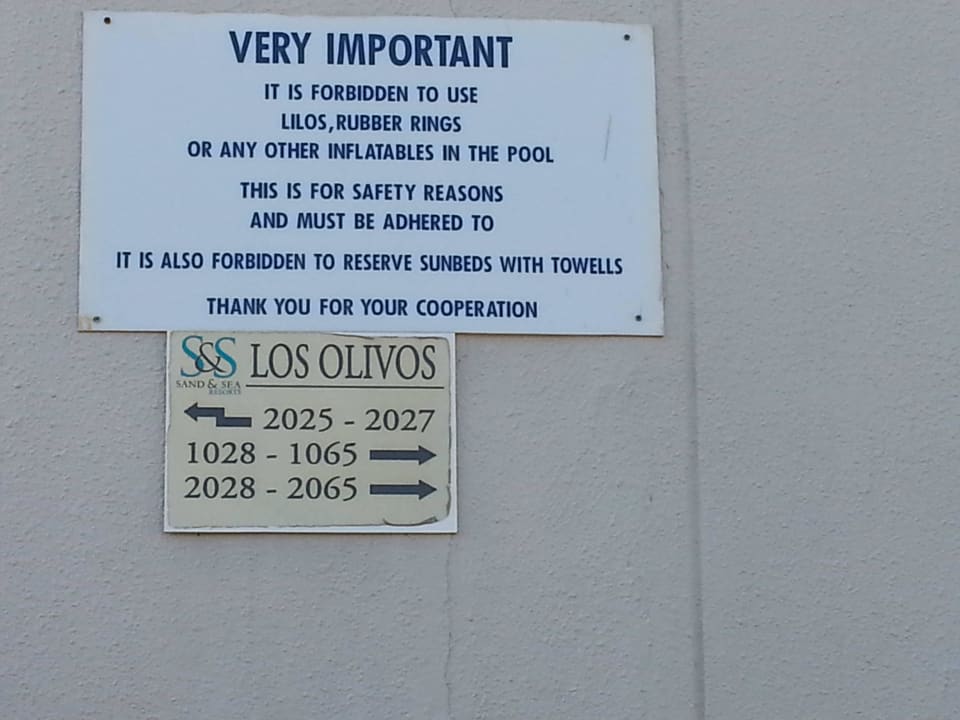 VERY IMPORTANT
IT IS FORBIDDEN TO USE
LILOS,RUBBER RINGS
OR ANY OTHER INFLATABLES IN THE POOL
THIS IS FOR SAFETY REASONS
AND MUST BE ADHERED TO
IT IS ALSO FORBIDDEN TO RESERVE SUNBEDS WITH TOWELLS
THANK YOU FOR YOUR COOPERATION
S&S
SAND & SEA
RESORTS
LOS OLIVOS
2025 - 2027
1028 - 1065
2028 - 2065